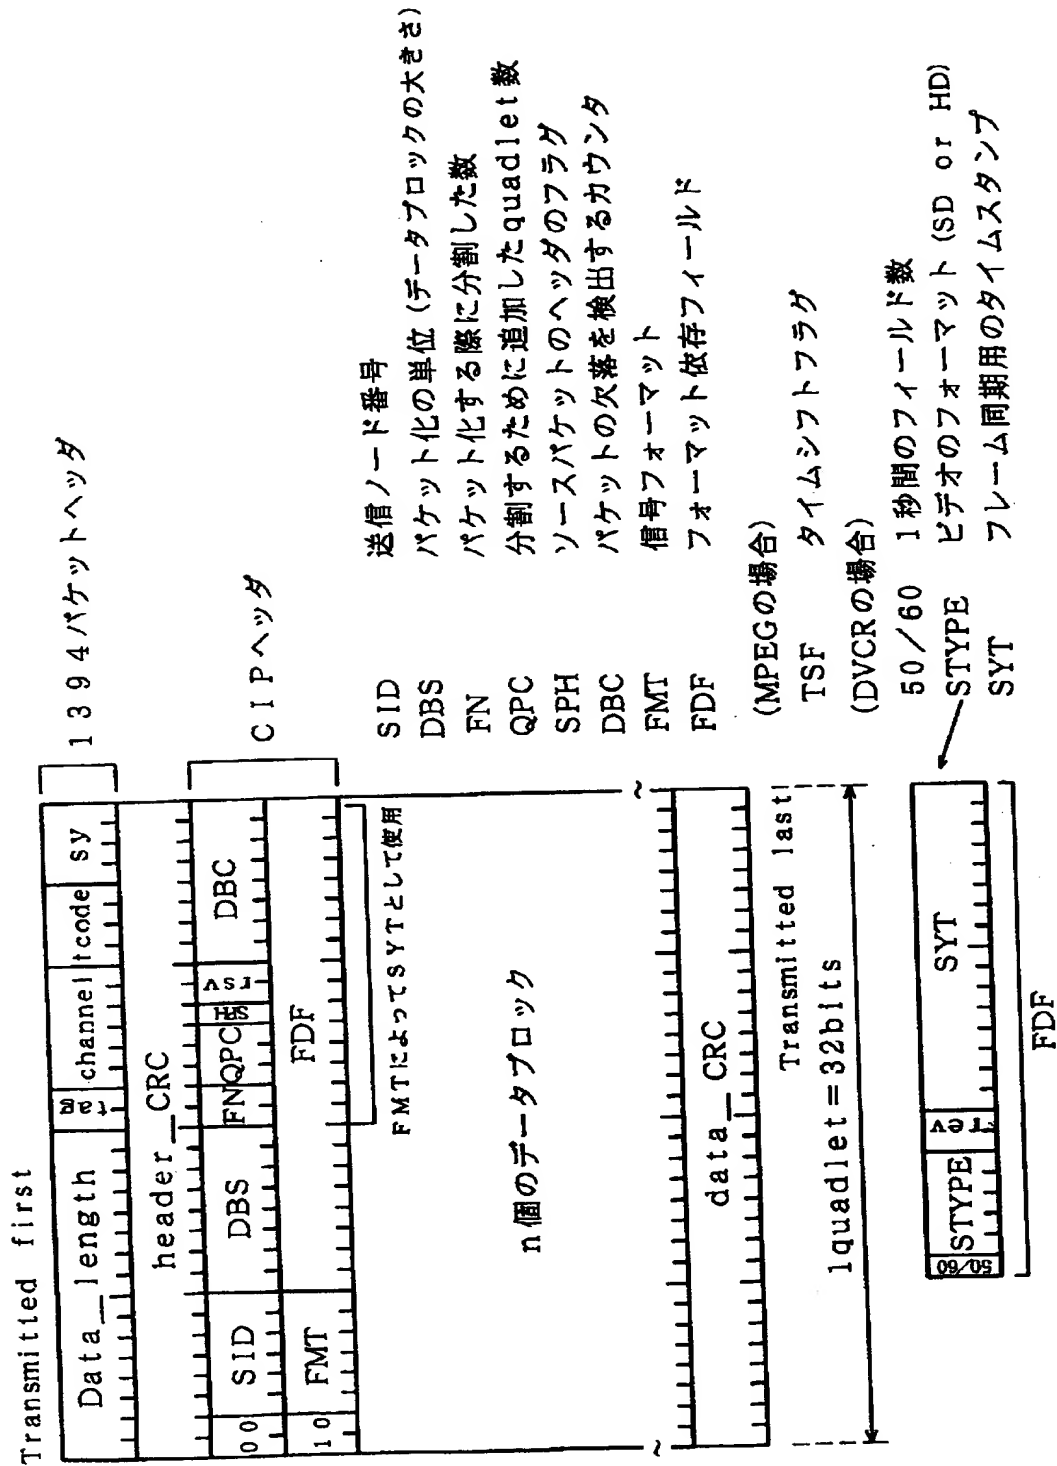 Transmitted first
Data__length
tag
channel
tcode
sy
1394パケットヘッダ
header__CRC
00
SID
DBS
FN
QPC
SPH
rsv
DBC
CIPヘッダ
10
FMT
FDF
FMTによってSYTとして使用
n個のデータブロック
data__CRC
Transmitted last
1quadlet=32bits
SID 送信ノード番号
DBS パケット化の単位(データブロックの大きさ)
FN パケット化する際に分割した数
QPC 分割するために追加したquadlet数
SPH ソースパケットのヘッダのフラグ
DBC パケットの欠落を検出するカウンタ
FMT 信号フォーマット
FDF フォーマット依存フィールド
(MPEGの場合)
TSF タイムシフトフラグ
(DVCRの場合)
50/60 1秒間のフィールド数
STYPE ビデオのフォーマット(SD or HD)
SYT フレーム同期用のタイムスタンプ
50/60
STYPE
rev
SYT
FDF